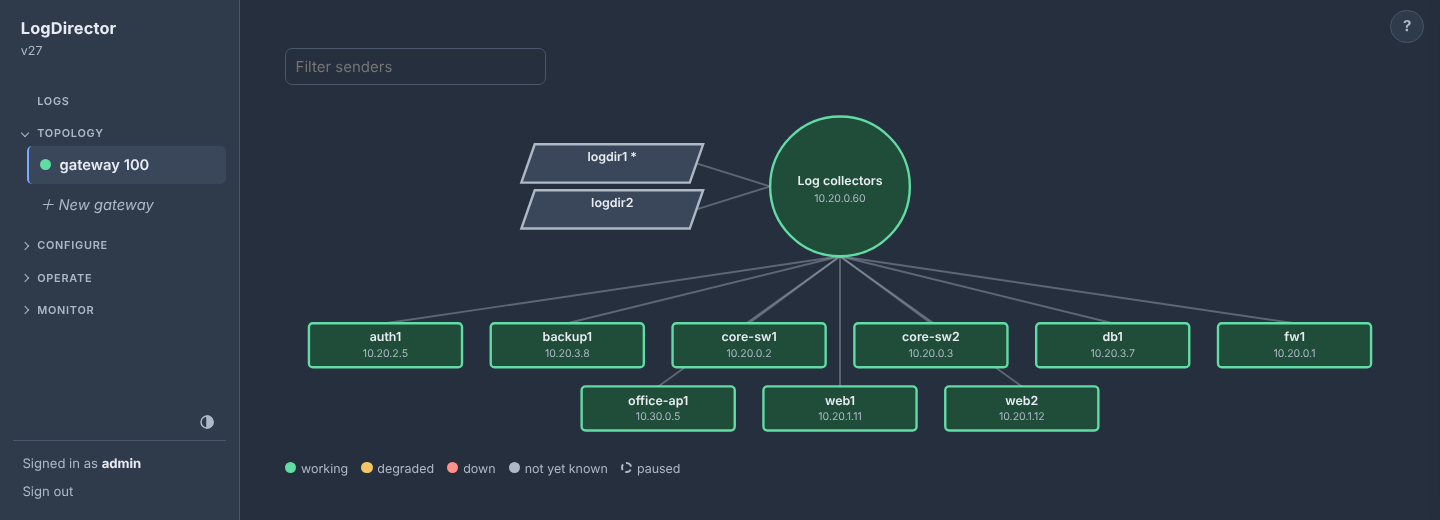 LogDirector
v27
LOGS
TOPOLOGY
gateway 100
+ New gateway
CONFIGURE
OPERATE
MONITOR
Signed in as admin
Sign out
?
Filter senders
logdir1 *
logdir2
Log collectors
10.20.0.60
auth1
10.20.2.5
backup1
10.20.3.8
core-sw1
10.20.0.2
core-sw2
10.20.0.3
db1
10.20.3.7
fw1
10.20.0.1
office-ap1
10.30.0.5
web1
10.20.1.11
web2
10.20.1.12
working degraded down not yet known paused